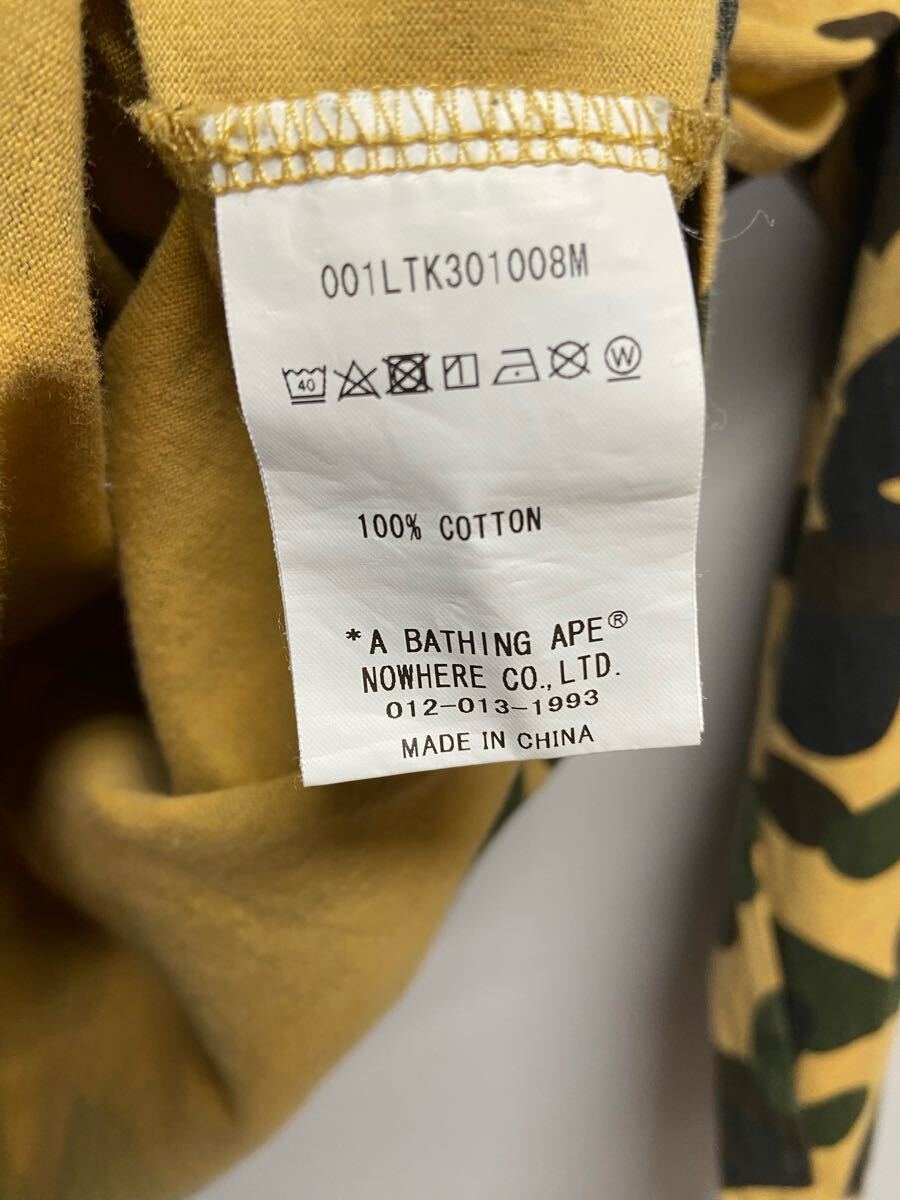 001LTK301008M
40 W
100% COTTON
*A BATHING APE®
NOWHERE CO.,LTD.
012-013-1993
MADE IN CHINA